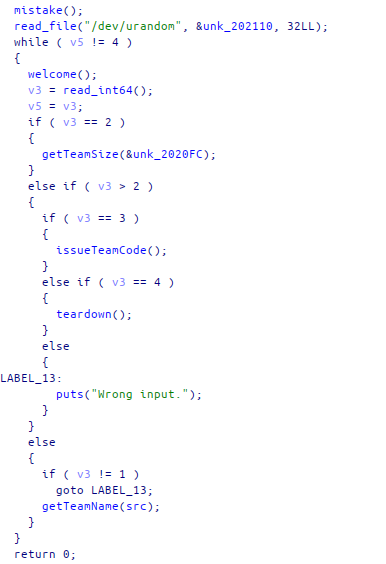 mistake();
read_file("/dev/urandom", &unk_202110, 32LL);
while ( v5 != 4 )
{
  welcome();
  v3 = read_int64();
  v5 = v3;
  if ( v3 == 2 )
  {
    getTeamSize(&unk_2020FC);
  }
  else if ( v3 > 2 )
  {
    if ( v3 == 3 )
    {
      issueTeamCode();
    }
    else if ( v3 == 4 )
    {
      teardown();
    }
    else
    {
LABEL_13:
      puts("Wrong input.");
    }
  }
  else
  {
    if ( v3 != 1 )
      goto LABEL_13;
    getTeamName(src);
  }
}
return 0;